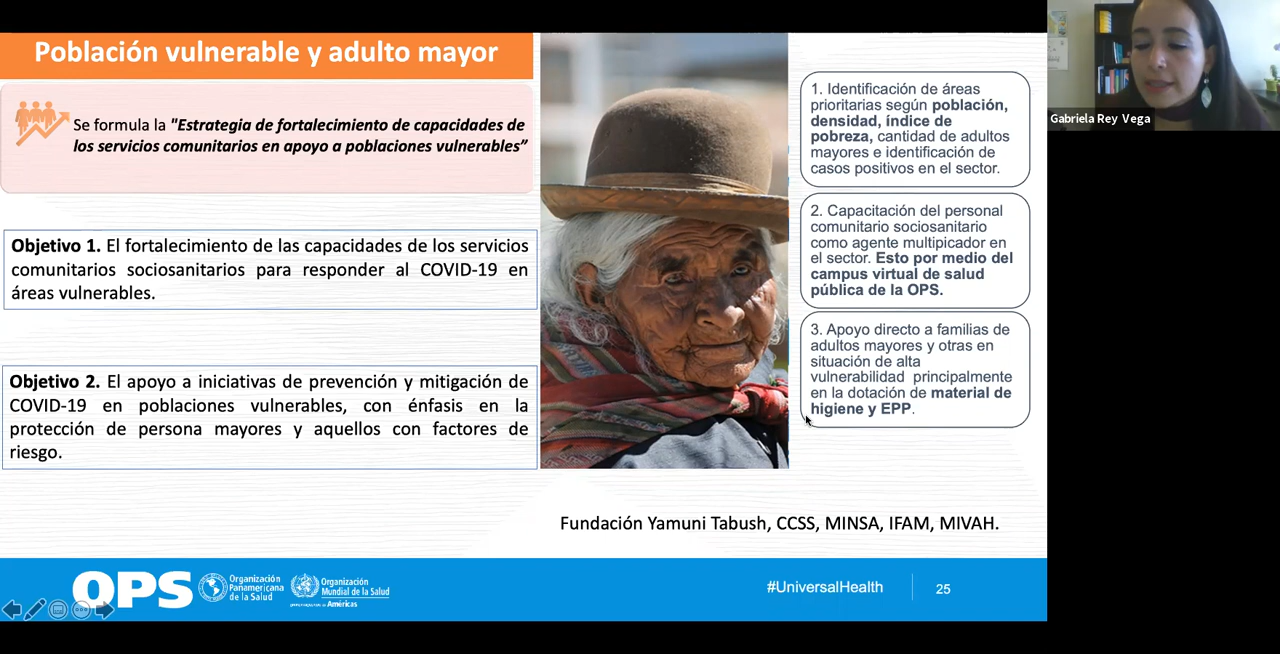 Población vulnerable y adulto mayor
Se formula la "Estrategia de fortalecimiento de capacidades de
los servicios comunitarios en apoyo a poblaciones vulnerables”
Objetivo 1. El fortalecimiento de las capacidades de los servicios
comunitarios sociosanitarios para responder al COVID-19 en
áreas vulnerables.
Objetivo 2. El apoyo a iniciativas de prevención y mitigación de
COVID-19 en poblaciones vulnerables, con énfasis en la
protección de persona mayores y aquellos con factores de
riesgo.
1. Identificación de áreas
prioritarias según población,
densidad, índice de
pobreza, cantidad de adultos
mayores e identificación de
casos positivos en el sector.
2. Capacitación del personal
comunitario sociosanitario
como agente multipicador en
el sector. Esto por medio del
campus virtual de salud
pública de la OPS.
3. Apoyo directo a familias de
adultos mayores y otras en
situación de alta
vulnerabilidad principalmente
en la dotación de material de
higiene y EPP.
Gabriela Rey Vega
Fundación Yamuni Tabush, CCSS, MINSA, IFAM, MIVAH.
OPS
Organización
Panamericana
de la Salud
Organización
Mundial de la Salud
Américas
#UniversalHealth
25